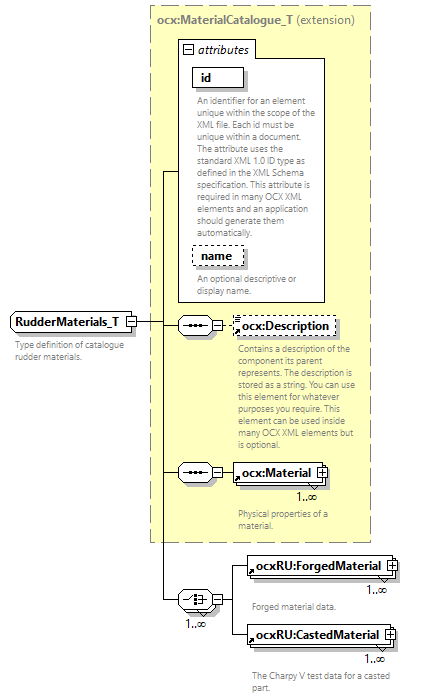 ocx:MaterialCatalogue_T (extension)
attributes
id
An identifier for an element
unique within the scope of the
XML file. Each id must be
unique within a document.
The attribute uses the
standard XML 1.0 ID type as
defined in the XML Schema
specification. This attribute is
required in many OCX XML
elements and an application
should generate them
automatically.
name
An optional descriptive or
display name.
RudderMaterials_T
Type definition of catalogue
rudder materials.
ocx:Description
Contains a description of the
component its parent
represents. The description is
stored as a string. You can use
this element for whatever
purposes you require. This
element can be used inside
many OCX XML elements but
is optional.
ocx:Material
1..∞
Physical properties of a
material.
ocxRU:ForgedMaterial
1..∞
Forged material data.
1..∞
ocxRU:CastedMaterial
1..∞
The Charpy V test data for a casted
part.